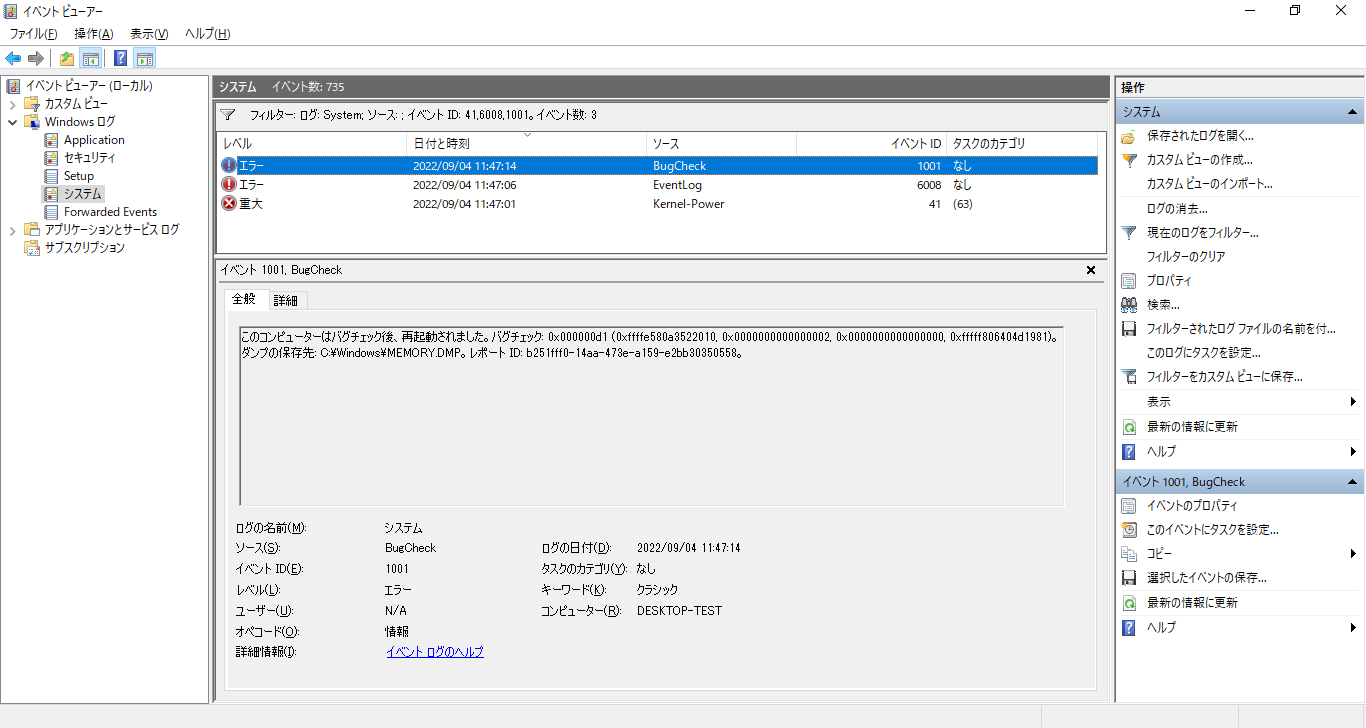 イベント ビューアー
ファイル(F) 操作(A) 表示(V) ヘルプ(H)
イベント ビューアー (ローカル)
カスタム ビュー
Windows ログ
Application
セキュリティ
Setup
システム
Forwarded Events
アプリケーションとサービス ログ
サブスクリプション
システム イベント数: 735
フィルター: ログ: System; ソース: ; イベント ID: 41,6008,1001。イベント数: 3
レベル 日付と時刻 ソース イベント ID タスクのカテゴリ
エラー 2022/09/04 11:47:14 BugCheck 1001 なし
エラー 2022/09/04 11:47:06 EventLog 6008 なし
重大 2022/09/04 11:47:01 Kernel-Power 41 (63)
イベント 1001, BugCheck
全般 詳細
このコンピューターはバグチェック後、再起動されました。バグチェック: 0x000000d1 (0xffffe580a3522010, 0x0000000000000002, 0x0000000000000000, 0xfffff806404d1981)。
ダンプの保存先: C:¥Windows¥MEMORY.DMP。レポート ID: b251fff0-14aa-473e-a159-e2bb30350558。
ログの名前(M): システム
ソース(S): BugCheck ログの日付(D): 2022/09/04 11:47:14
イベント ID(E): 1001 タスクのカテゴリ(Y): なし
レベル(L): エラー キーワード(K): クラシック
ユーザー(U): N/A コンピューター(R): DESKTOP-TEST
オペコード(O): 情報
詳細情報(I): イベント ログのヘルプ
操作
システム
保存されたログを開く...
カスタム ビューの作成...
カスタム ビューのインポート...
ログの消去...
現在のログをフィルター...
フィルターのクリア
プロパティ
検索...
フィルターされたログ ファイルの名前を付...
このログにタスクを設定...
フィルターをカスタム ビューに保存...
表示
最新の情報に更新
ヘルプ
イベント 1001, BugCheck
イベントのプロパティ
このイベントにタスクを設定...
コピー
選択したイベントの保存...
最新の情報に更新
ヘルプ